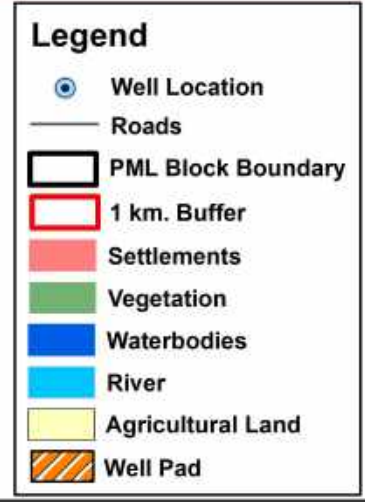 Legend
Well Location
Roads
PML Block Boundary
1 km. Buffer
Settlements
Vegetation
Waterbodies
River
Agricultural Land
Well Pad